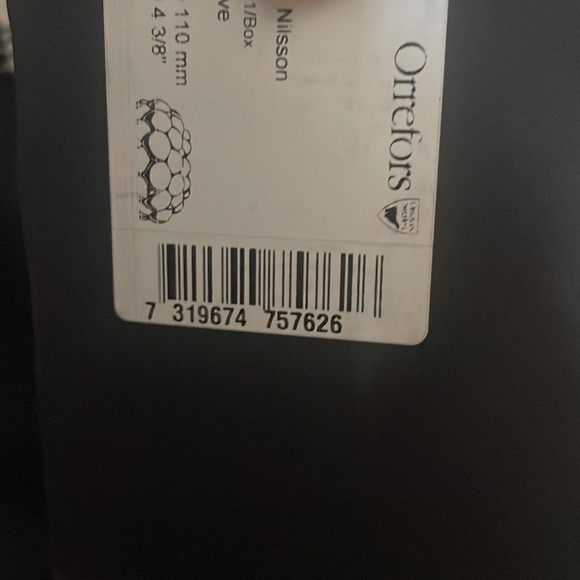 Orrefors
Nilsson
1/Box
ve
110 mm
4 3/8"
7 319674 757626